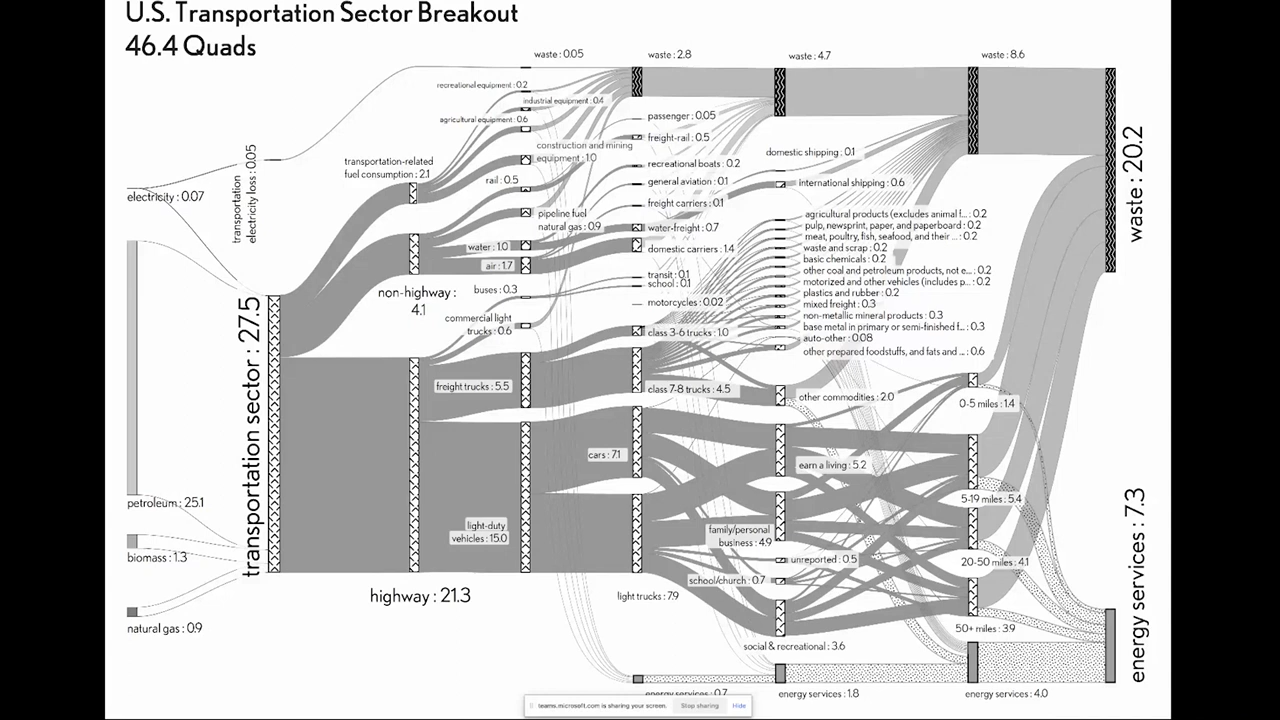 U.S. Transportation Sector Breakout
46.4 Quads
waste : 0.05
waste : 2.8
waste : 4.7
waste : 8.6
recreational equipment : 0.2
industrial equipment : 0.4
agricultural equipment : 0.6
construction and mining
equipment : 1.0
transportation-related
fuel consumption : 2.1
transportation
electricity loss : 0.05
electricity : 0.07
rail : 0.5
pipeline fuel
natural gas : 0.9
water : 1.0
air : 1.7
non-highway :
4.1
buses : 0.3
commercial light
trucks : 0.6
freight trucks : 5.5
passenger : 0.05
freight-rail : 0.5
recreational boats : 0.2
general aviation : 0.1
freight carriers : 0.1
water-freight : 0.7
domestic carriers : 1.4
transit : 0.1
school : 0.1
motorcycles : 0.02
class 3-6 trucks : 1.0
class 7-8 trucks : 4.5
domestic shipping : 0.1
international shipping : 0.6
agricultural products (excludes animal f... : 0.2
pulp, newsprint, paper, and paperboard : 0.2
meat, poultry, fish, seafood, and their ... : 0.2
waste and scrap : 0.2
basic chemicals : 0.2
other coal and petroleum products, not e... : 0.2
motorized and other vehicles (includes p... : 0.2
plastics and rubber : 0.2
mixed freight : 0.3
non-metallic mineral products : 0.3
base metal in primary or semi-finished f... : 0.3
auto-other : 0.08
other prepared foodstuffs, and fats and ... : 0.6
other commodities : 2.0
0-5 miles : 1.4
waste : 20.2
transportation sector : 27.5
petroleum : 25.1
biomass : 1.3
natural gas : 0.9
highway : 21.3
light-duty
vehicles : 15.0
cars : 7.1
light trucks : 7.9
earn a living : 5.2
family/personal
business : 4.9
unreported : 0.5
school/church : 0.7
social & recreational : 3.6
5-19 miles : 5.4
20-50 miles : 4.1
50+ miles : 3.9
energy services : 7.3
energy services : 0.7
energy services : 1.8
energy services : 4.0
teams.microsoft.com is sharing your screen.
Stop sharing
Hide